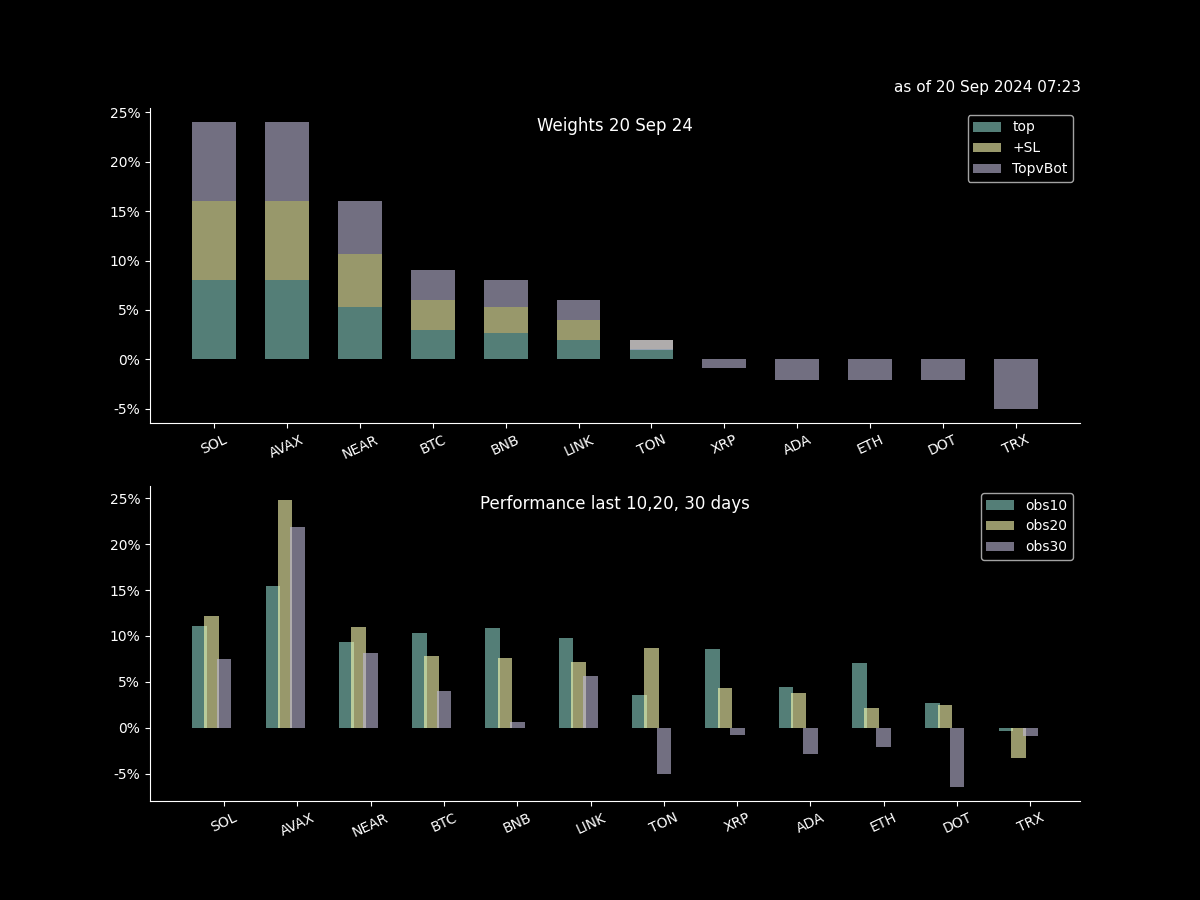 as of 20 Sep 2024 07:23
Weights 20 Sep 24
25%
20%
15%
10%
5%
0%
-5%
top
+SL
TopvBot
SOL AVAX NEAR BTC BNB LINK TON XRP ADA ETH DOT TRX
Performance last 10,20, 30 days
25%
20%
15%
10%
5%
0%
-5%
obs10
obs20
obs30
SOL AVAX NEAR BTC BNB LINK TON XRP ADA ETH DOT TRX